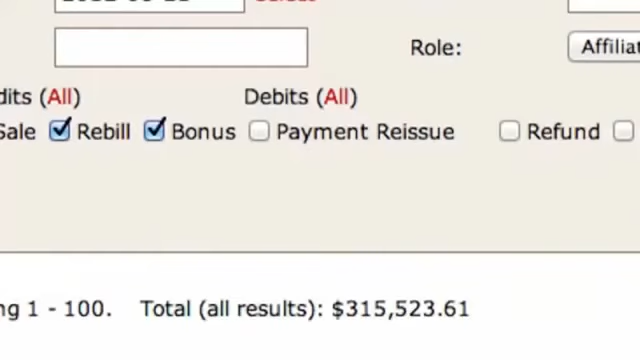 Role: Affiliat
dits (All) Debits (All)
Sale Rebill Bonus Payment Reissue Refund
ng 1 - 100. Total (all results): $315,523.61